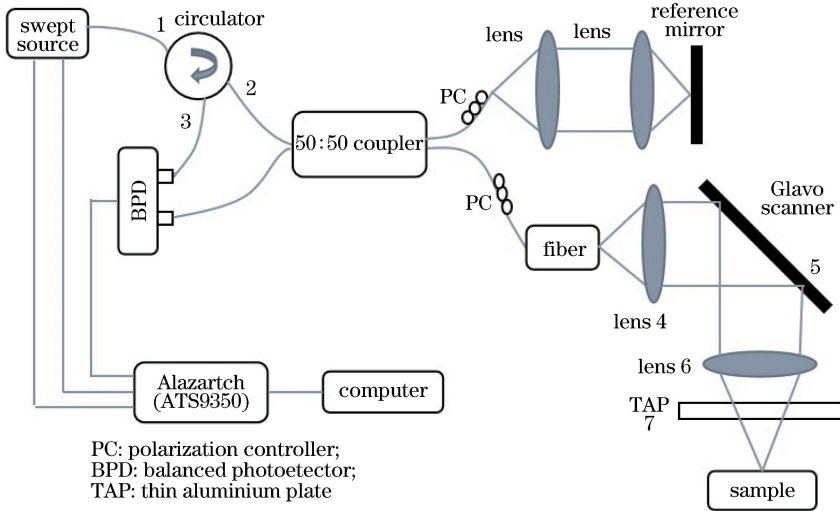 swept
source
1
circulator
2
3
BPD
50:50 coupler
PC
lens
lens
reference
mirror
PC
fiber
lens 4
Glavo
scanner
5
lens 6
TAP
7
sample
Alazartch
(ATS9350)
computer
PC: polarization controller;
BPD: balanced photoetector;
TAP: thin aluminium plate